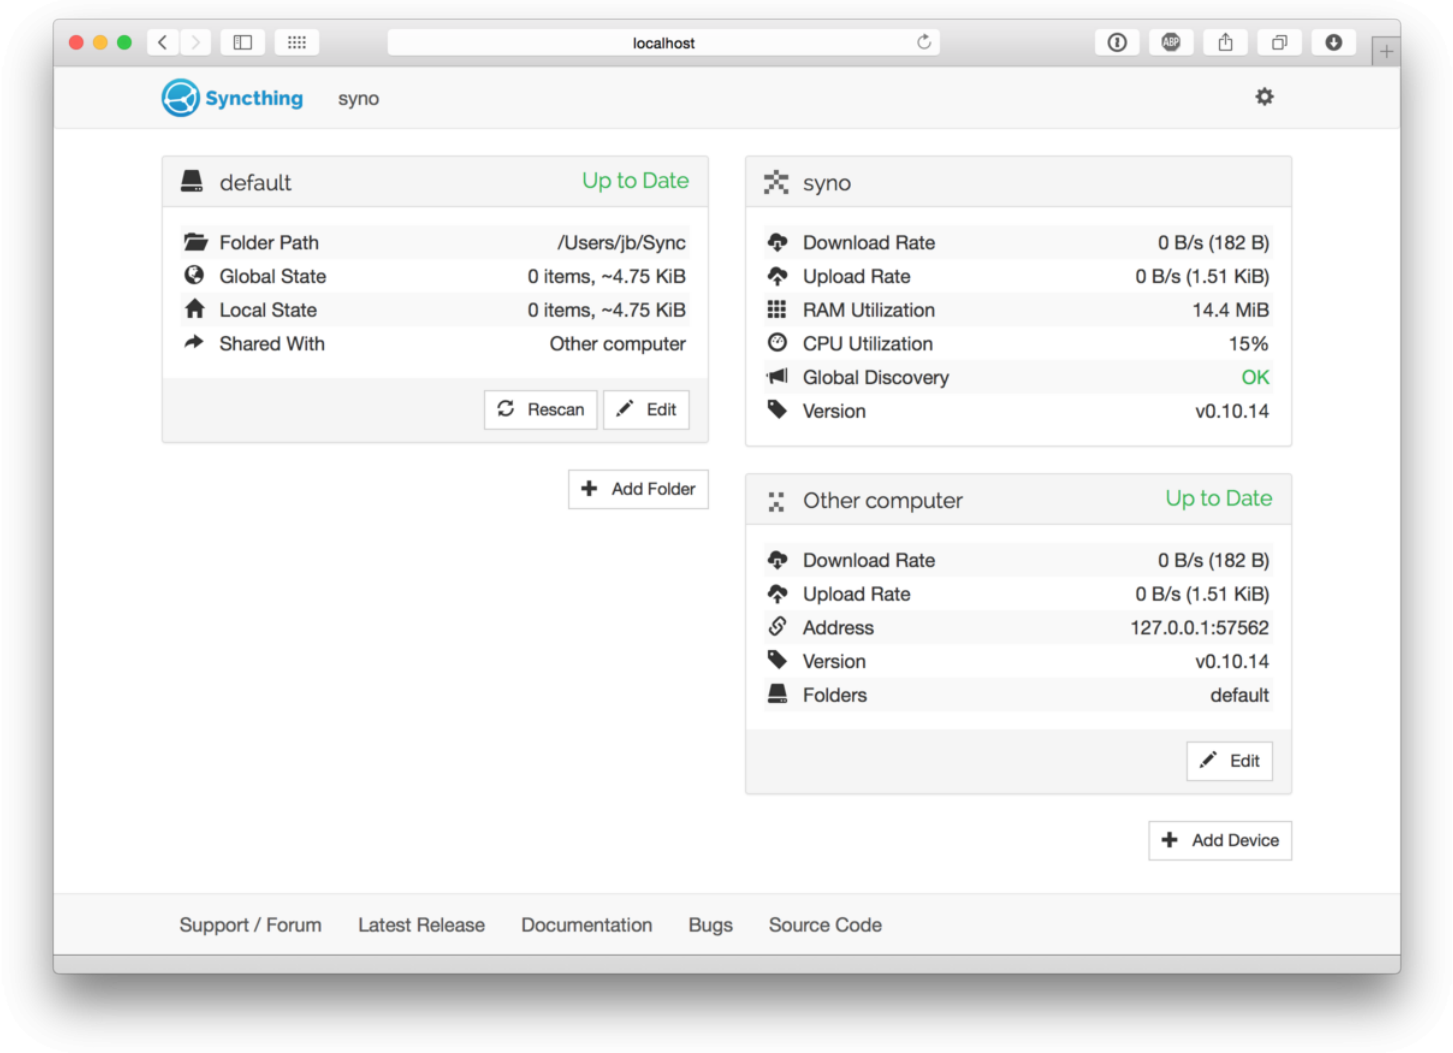 localhost
ABP
Syncthing syno
default Up to Date
Folder Path /Users/jb/Sync
Global State 0 items, ~4.75 KiB
Local State 0 items, ~4.75 KiB
Shared With Other computer
Rescan Edit
Add Folder
syno
Download Rate 0 B/s (182 B)
Upload Rate 0 B/s (1.51 KiB)
RAM Utilization 14.4 MiB
CPU Utilization 15%
Global Discovery OK
Version v0.10.14
Other computer Up to Date
Download Rate 0 B/s (182 B)
Upload Rate 0 B/s (1.51 KiB)
Address 127.0.0.1:57562
Version v0.10.14
Folders default
Edit
Add Device
Support / Forum Latest Release Documentation Bugs Source Code